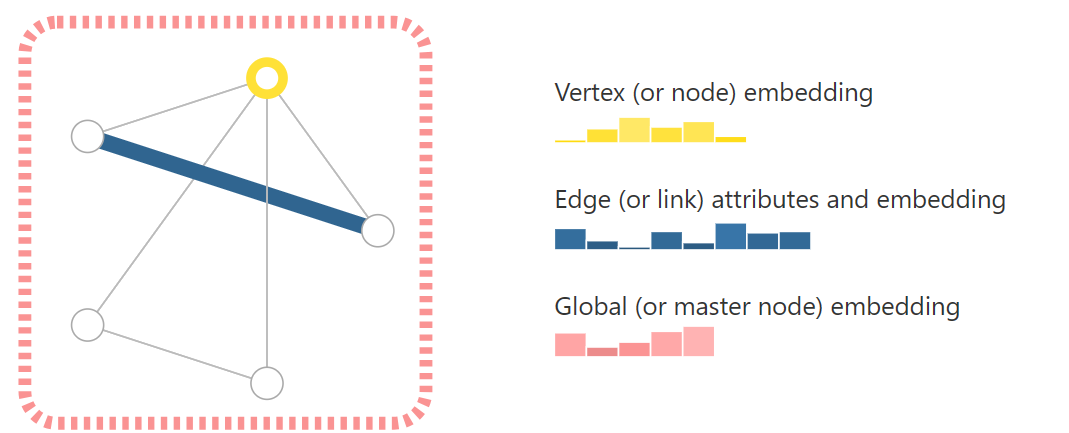 Vertex (or node) embedding
Edge (or link) attributes and embedding
Global (or master node) embedding